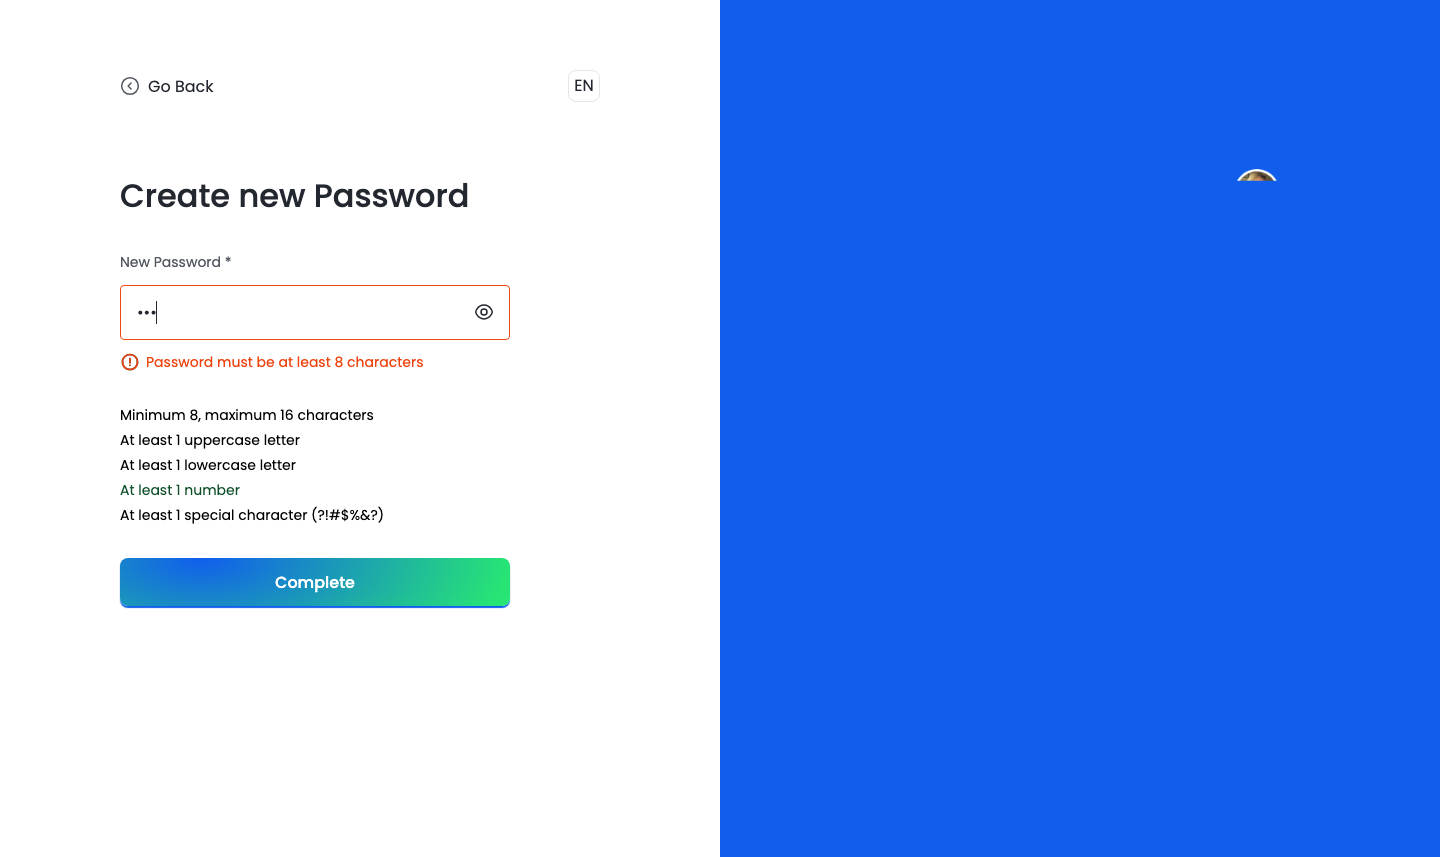 Go Back
EN
Create new Password
New Password *
•••
Password must be at least 8 characters
Minimum 8, maximum 16 characters
At least 1 uppercase letter
At least 1 lowercase letter
At least 1 number
At least 1 special character (?!#$%&?)
Complete